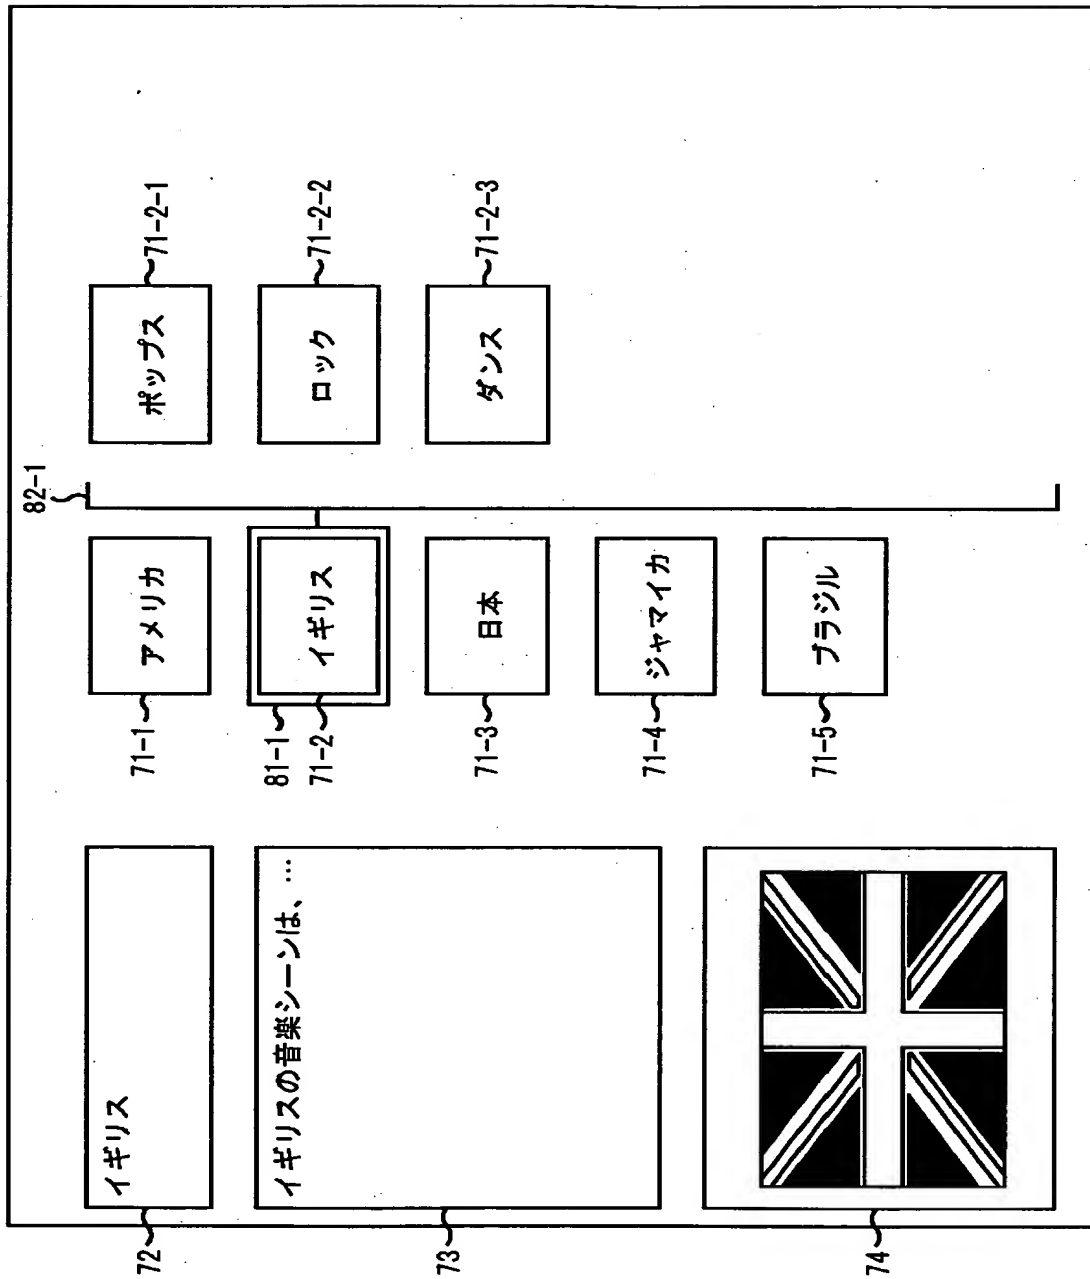 72
イギリス
73
イギリスの音楽シーンは、…
74
71-1
アメリカ
81-1
71-2
イギリス
71-3
日本
71-4
ジャマイカ
71-5
ブラジル
82-1
ポップス
71-2-1
ロック
71-2-2
ダンス
71-2-3